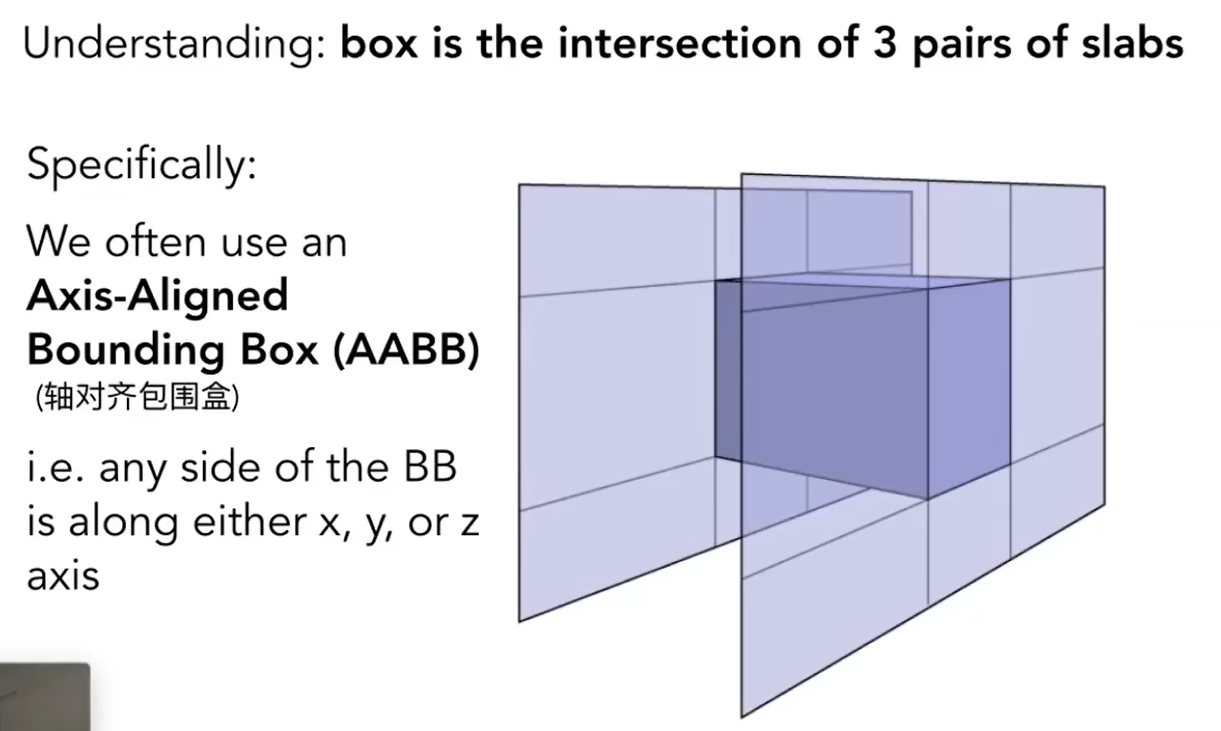 Understanding: box is the intersection of 3 pairs of slabs
Specifically:
We often use an
Axis-Aligned
Bounding Box (AABB)
(轴对齐包围盒)
i.e. any side of the BB
is along either x, y, or z
axis